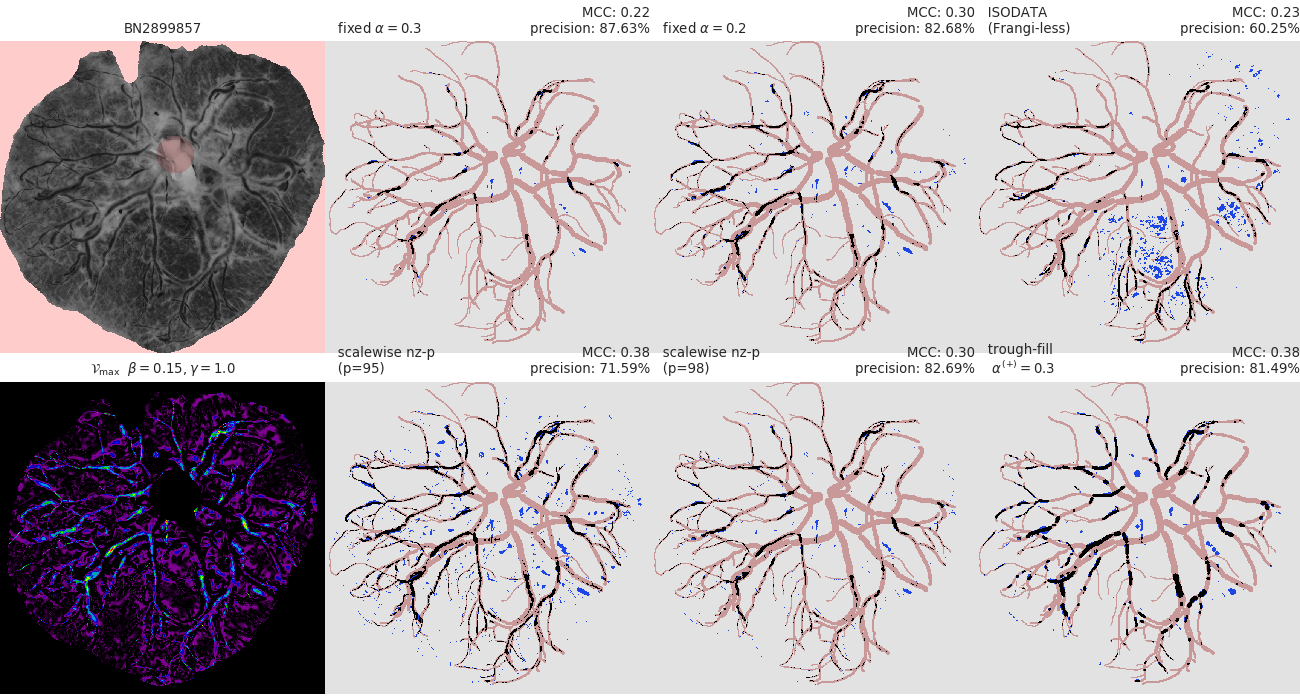 BN2899857
fixed α = 0.3
MCC: 0.22
precision: 87.63%
fixed α = 0.2
MCC: 0.30
precision: 82.68%
ISODATA
(Frangi-less)
MCC: 0.23
precision: 60.25%
𝒱max β = 0.15, γ = 1.0
scalewise nz-p
(p=95)
MCC: 0.38
precision: 71.59%
scalewise nz-p
(p=98)
MCC: 0.30
precision: 82.69%
trough-fill
α(+) = 0.3
MCC: 0.38
precision: 81.49%